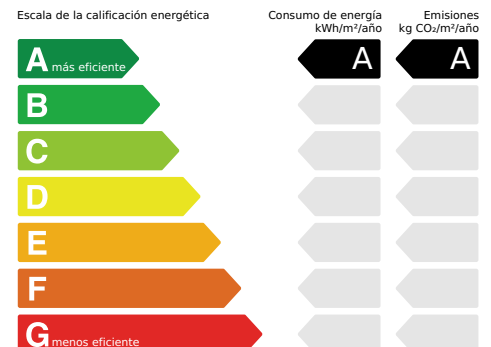 Escala de la calificación energética
Consumo de energía
kWh/m²/año
Emisiones
kg CO₂/m²/año
A más eficiente
A
A
B
C
D
E
F
G menos eficiente